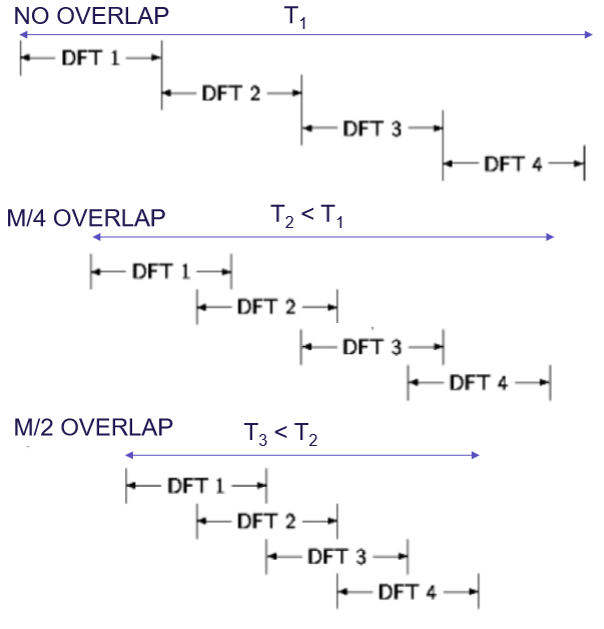 NO OVERLAP T1
DFT 1
DFT 2
DFT 3
DFT 4
M/4 OVERLAP T2 < T1
DFT 1
DFT 2
DFT 3
DFT 4
M/2 OVERLAP T3 < T2
DFT 1
DFT 2
DFT 3
DFT 4